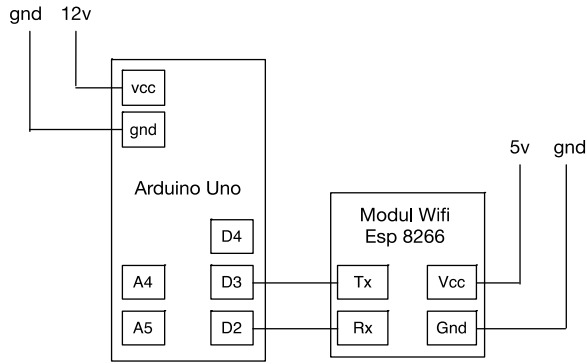 gnd 12v
vcc
gnd
Arduino Uno
D4
A4 D3
A5 D2
5v gnd
Modul Wifi
Esp 8266
Tx Vcc
Rx Gnd